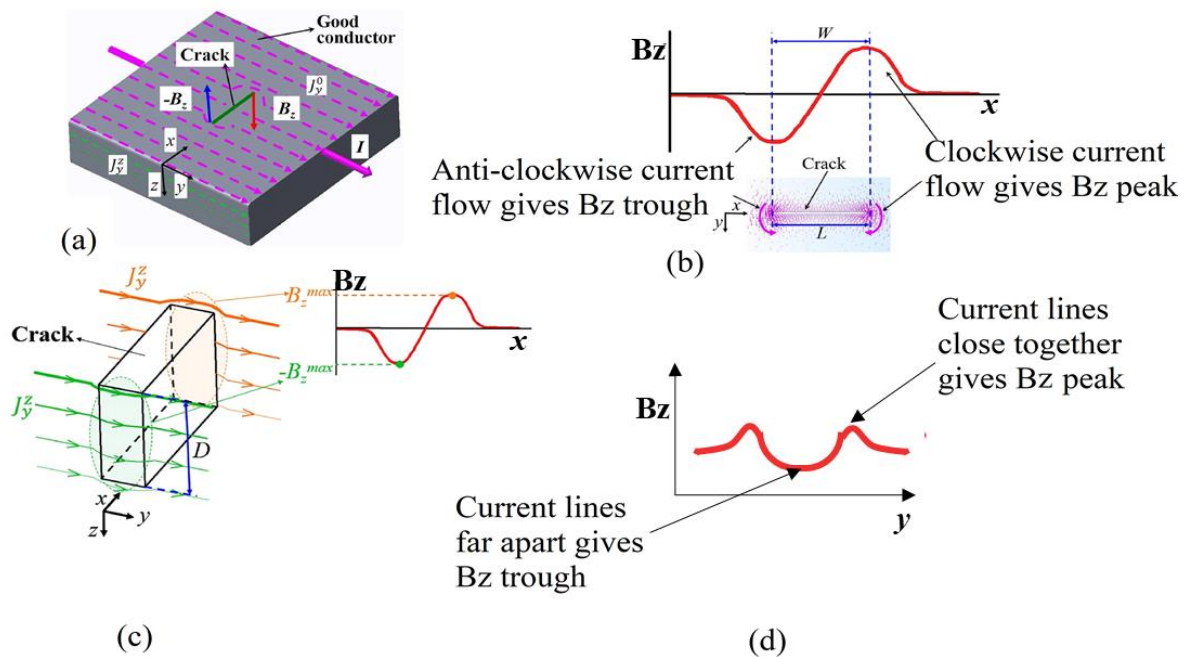 Good
conductor
Crack
J_y^0
-B_z
B_z
x
I
J_y^z
z
y
(a)
W
Bz
x
Anti-clockwise current
flow gives Bz trough
Clockwise current
flow gives Bz peak
Crack
x
y
L
(b)
J_y^z
Bz
B_z^max
x
Crack
-B_z^max
J_y^z
D
x
y
z
(c)
Current lines
close together
gives Bz peak
Bz
Current lines
far apart gives
Bz trough
y
(d)